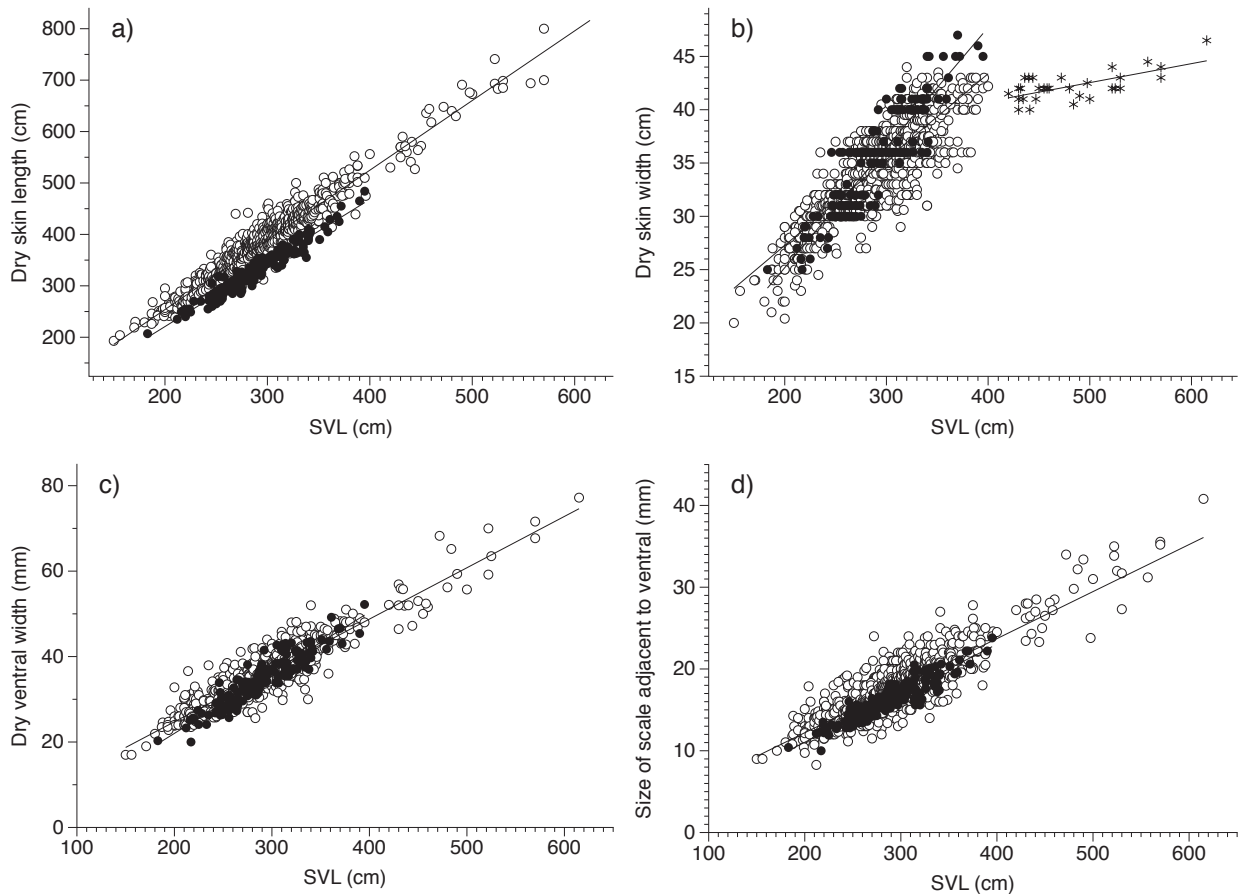 a)
Dry skin length (cm)
800
700
600
500
400
300
200
200 300 400 500 600
SVL (cm)
b)
Dry skin width (cm)
45
40
35
30
25
20
15
200 300 400 500 600
SVL (cm)
c)
Dry ventral width (mm)
80
60
40
20
0
100 200 300 400 500 600
SVL (cm)
d)
Size of scale adjacent to ventral (mm)
40
30
20
10
0
100 200 300 400 500 600
SVL (cm)